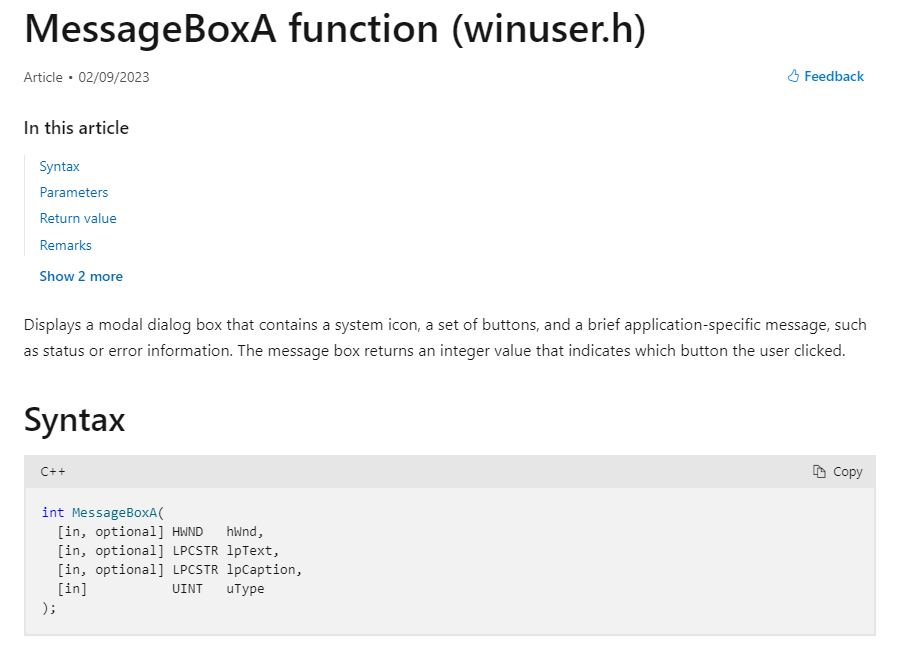 MessageBoxA function (winuser.h)
Article • 02/09/2023
Feedback
In this article
Syntax
Parameters
Return value
Remarks
Show 2 more
Displays a modal dialog box that contains a system icon, a set of buttons, and a brief application-specific message, such
as status or error information. The message box returns an integer value that indicates which button the user clicked.
Syntax
C++
Copy
int MessageBoxA(
  [in, optional] HWND   hWnd,
  [in, optional] LPCSTR lpText,
  [in, optional] LPCSTR lpCaption,
  [in]           UINT   uType
);